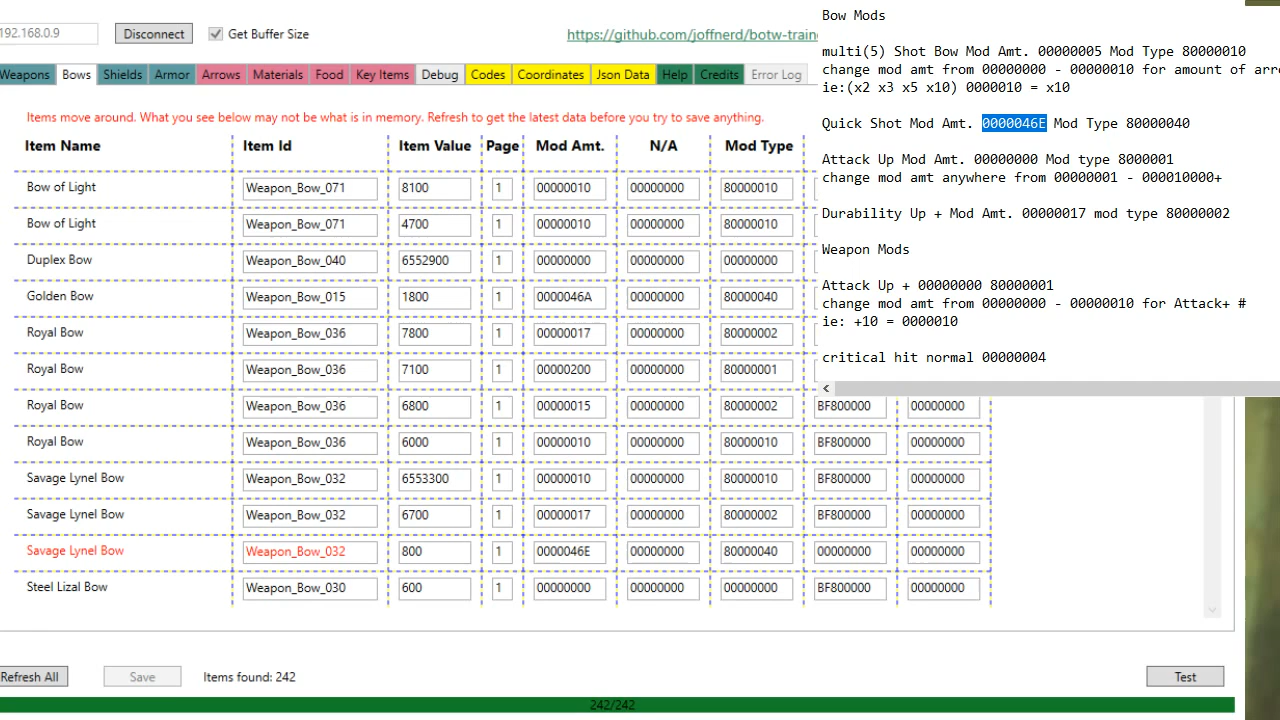 192.168.0.9
Disconnect
Get Buffer Size
https://github.com/joffnerd/botw-traine
Weapons
Bows
Shields
Armor
Arrows
Materials
Food
Key Items
Debug
Codes
Coordinates
Json Data
Help
Credits
Error Log
Items move around. What you see below may not be what is in memory. Refresh to get the latest data before you try to save anything.
Item Name Item Id Item Value Page Mod Amt. N/A Mod Type
Bow of Light Weapon_Bow_071 8100 1 00000010 00000000 80000010
Bow of Light Weapon_Bow_071 4700 1 00000010 00000000 80000010
Duplex Bow Weapon_Bow_040 6552900 1 00000000 00000000 00000000
Golden Bow Weapon_Bow_015 1800 1 0000046A 00000000 80000040
Royal Bow Weapon_Bow_036 7800 1 00000017 00000000 80000002
Royal Bow Weapon_Bow_036 7100 1 00000200 00000000 80000001
Royal Bow Weapon_Bow_036 6800 1 00000015 00000000 80000002 BF800000 00000000
Royal Bow Weapon_Bow_036 6000 1 00000010 00000000 80000010 BF800000 00000000
Savage Lynel Bow Weapon_Bow_032 6553300 1 00000010 00000000 80000010 BF800000 00000000
Savage Lynel Bow Weapon_Bow_032 6700 1 00000017 00000000 80000002 BF800000 00000000
Savage Lynel Bow Weapon_Bow_032 800 1 0000046E 00000000 80000040 00000000 00000000
Steel Lizal Bow Weapon_Bow_030 600 1 00000000 00000000 00000000 BF800000 00000000
Refresh All
Save
Items found: 242
Test
242/242
Bow Mods
multi(5) Shot Bow Mod Amt. 00000005 Mod Type 80000010
change mod amt from 00000000 - 00000010 for amount of arro
ie:(x2 x3 x5 x10) 0000010 = x10
Quick Shot Mod Amt. 0000046E Mod Type 80000040
Attack Up Mod Amt. 00000000 Mod type 8000001
change mod amt anywhere from 00000001 - 000010000+
Durability Up + Mod Amt. 00000017 mod type 80000002
Weapon Mods
Attack Up + 00000000 80000001
change mod amt from 00000000 - 00000010 for Attack+ #
ie: +10 = 0000010
critical hit normal 00000004